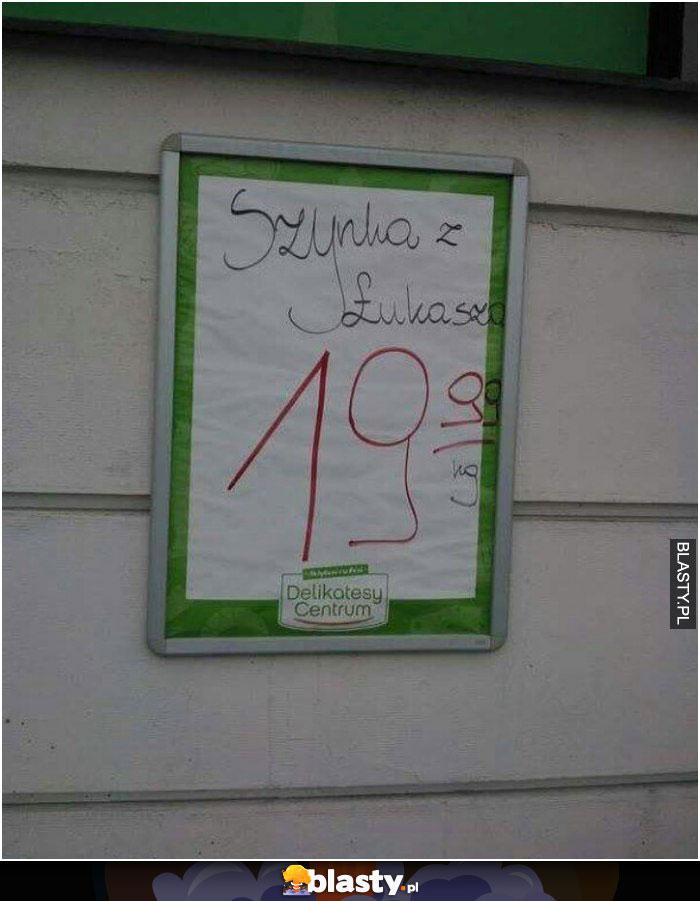 Szynka z
Łukasza
19 99
kg
Delikatesy
Centrum
BLASTY.PL
blasty.pl